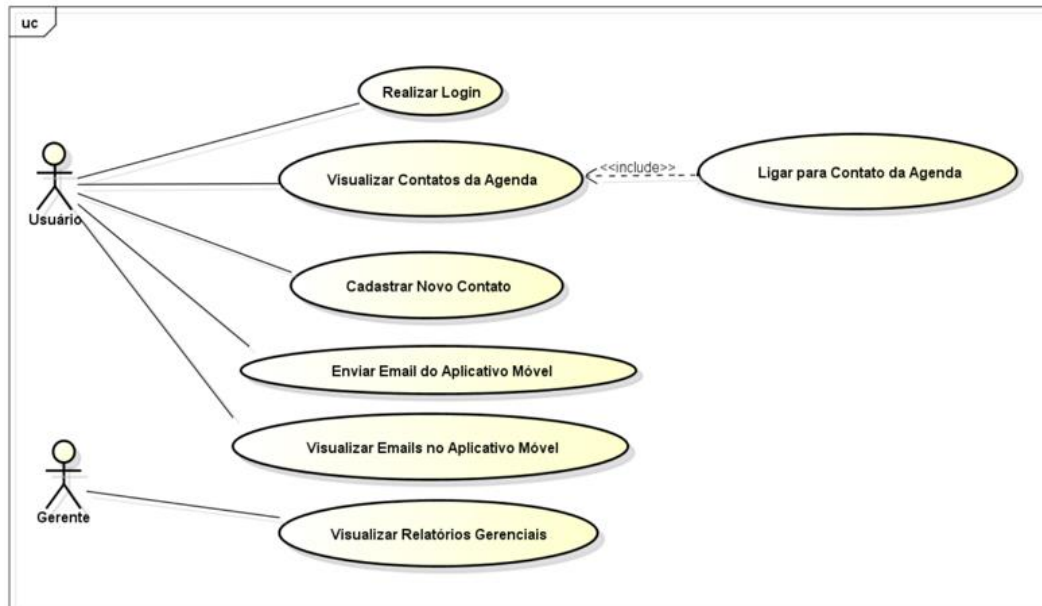 uc
Realizar Login
Visualizar Contatos da Agenda
<<include>>
Ligar para Contato da Agenda
Usuário
Cadastrar Novo Contato
Enviar Email do Aplicativo Móvel
Visualizar Emails no Aplicativo Móvel
Gerente
Visualizar Relatórios Gerenciais